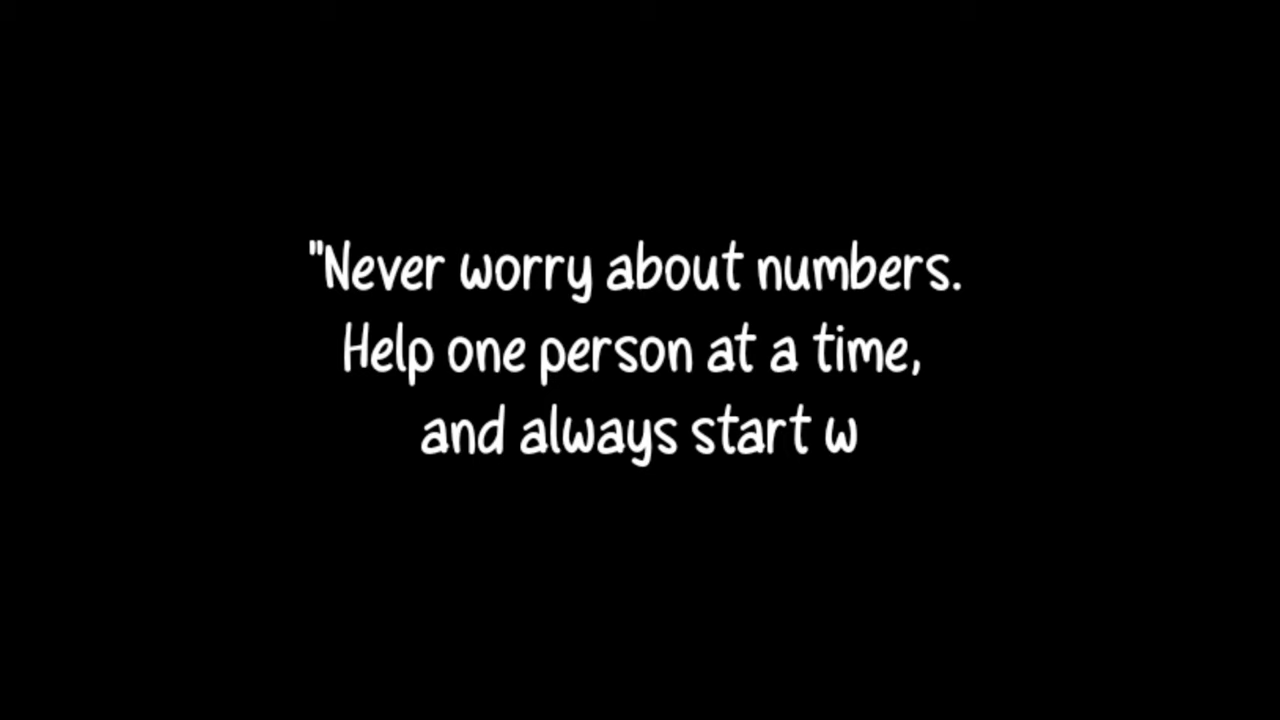 "Never worry about numbers.
Help one person at a time,
and always start w